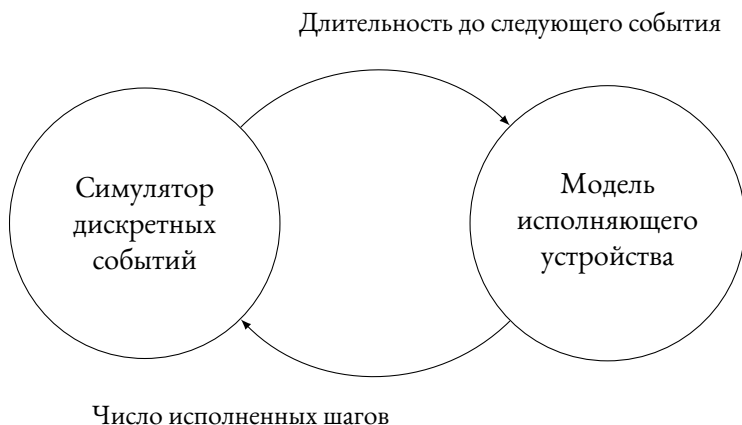 Длительность до следующего события
Симулятор
дискретных
событий
Модель
исполняющего
устройства
Число исполненных шагов